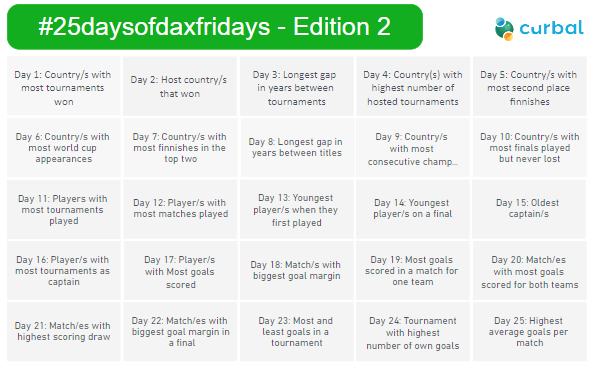 #25daysofdaxfridays - Edition 2
curbal
Day 1: Country/s with
most tournaments
won
Day 2: Host country/s
that won
Day 3: Longest gap
in years between
tournaments
Day 4: Country(s) with
highest number of
hosted tournaments
Day 5: Country/s with
most second place
finnishes
Day 6: Country/s with
most world cup
appearances
Day 7: Country/s with
most finnishes in the
top two
Day 8: Longest gap in
years between titles
Day 9: Country/s
with most
consecutive champ...
Day 10: Country/s with
most finals played
but never lost
Day 11: Players with
most tournaments
played
Day 12: Player/s with
most matches played
Day 13: Youngest
player/s when they
first played
Day 14: Youngest
player/s on a final
Day 15: Oldest
captain/s
Day 16: Player/s with
most tournaments as
captain
Day 17: Player/s
with Most goals
scored
Day 18: Match/s with
biggest goal margin
Day 19: Most goals
scored in a match for
one team
Day 20: Match/es
with most goals
scored for both teams
Day 21: Match/es with
highest scoring draw
Day 22: Match/es with
biggest goal margin in
a final
Day 23: Most and
least goals in a
tournament
Day 24: Tournament
with highest
number of own goals
Day 25: Highest
average goals per
match